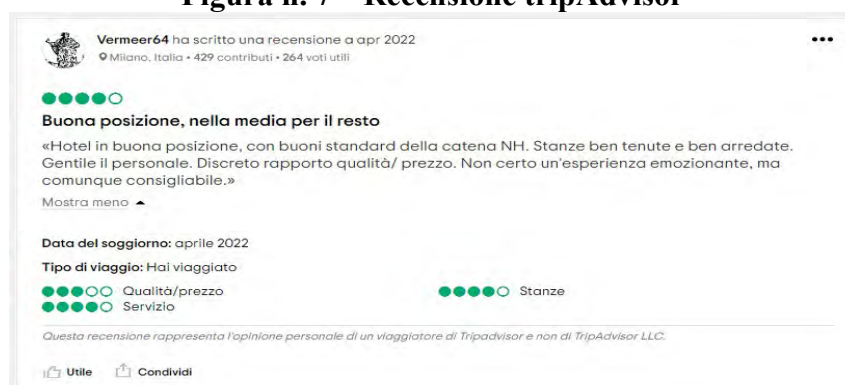 Figura n. 7 – Recensione tripAdvisor
Vermeer64 ha scritto una recensione a apr 2022
Milano, Italia • 429 contributi • 264 voti utili
Buona posizione, nella media per il resto
«Hotel in buona posizione, con buoni standard della catena NH. Stanze ben tenute e ben arredate.
Gentile il personale. Discreto rapporto qualità/ prezzo. Non certo un'esperienza emozionante, ma
comunque consigliabile.»
Mostra meno
Data del soggiorno: aprile 2022
Tipo di viaggio: Hai viaggiato
Qualità/prezzo
Stanze
Servizio
Questa recensione rappresenta l'opinione personale di un viaggiatore di Tripadvisor e non di TripAdvisor LLC.
Utile Condividi